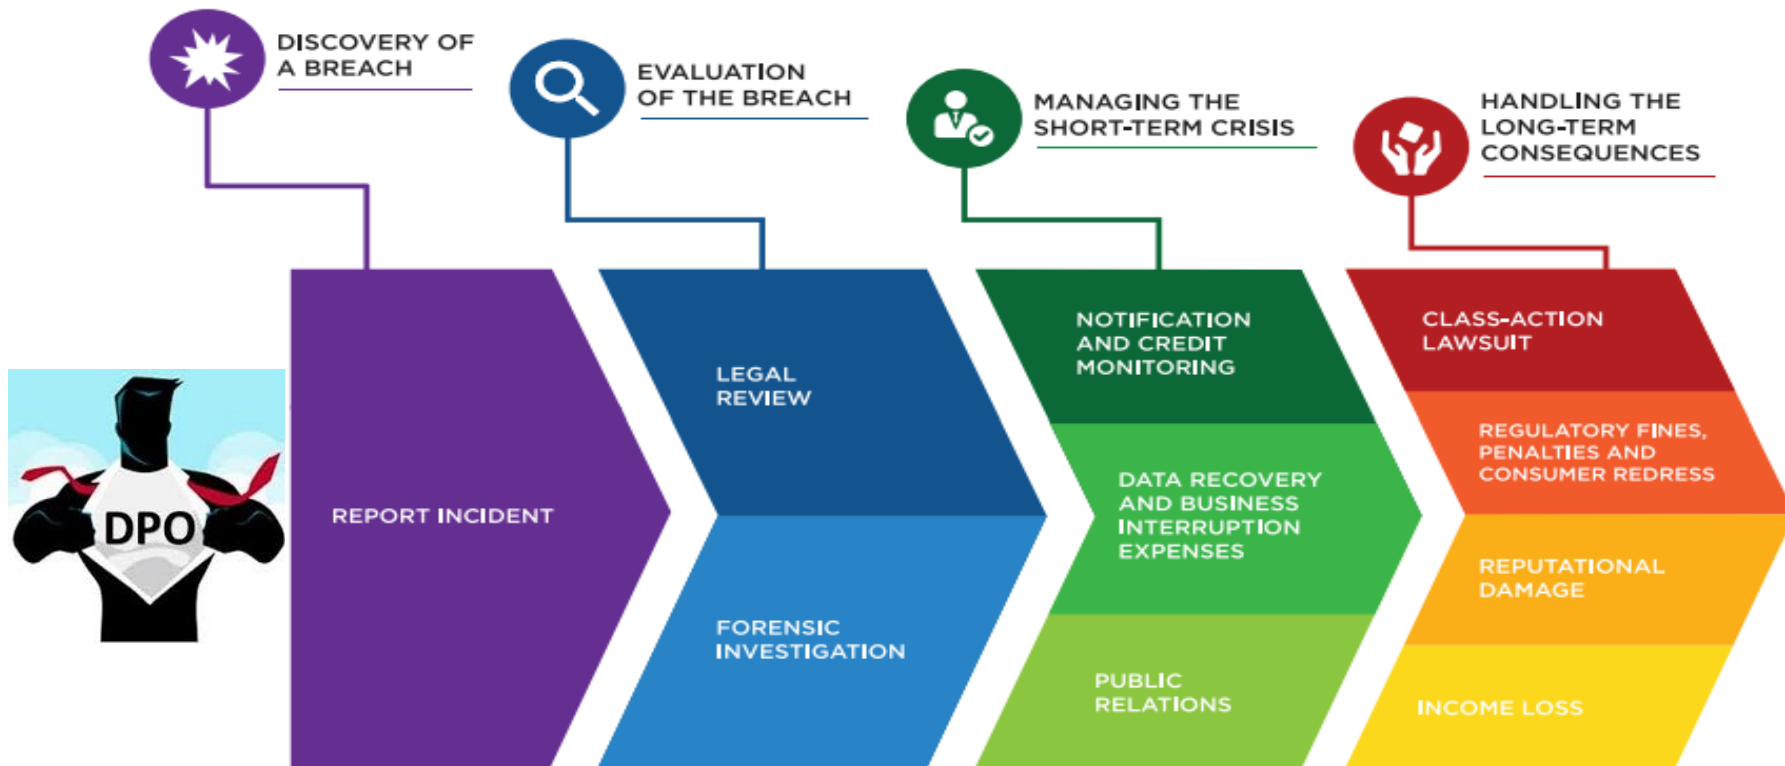 DISCOVERY OF
A BREACH
EVALUATION
OF THE BREACH
MANAGING THE
SHORT-TERM CRISIS
HANDLING THE
LONG-TERM
CONSEQUENCES
DPO
REPORT INCIDENT
LEGAL
REVIEW
FORENSIC
INVESTIGATION
NOTIFICATION
AND CREDIT
MONITORING
DATA RECOVERY
AND BUSINESS
INTERRUPTION
EXPENSES
PUBLIC
RELATIONS
CLASS-ACTION
LAWSUIT
REGULATORY FINES,
PENALTIES AND
CONSUMER REDRESS
REPUTATIONAL
DAMAGE
INCOME LOSS